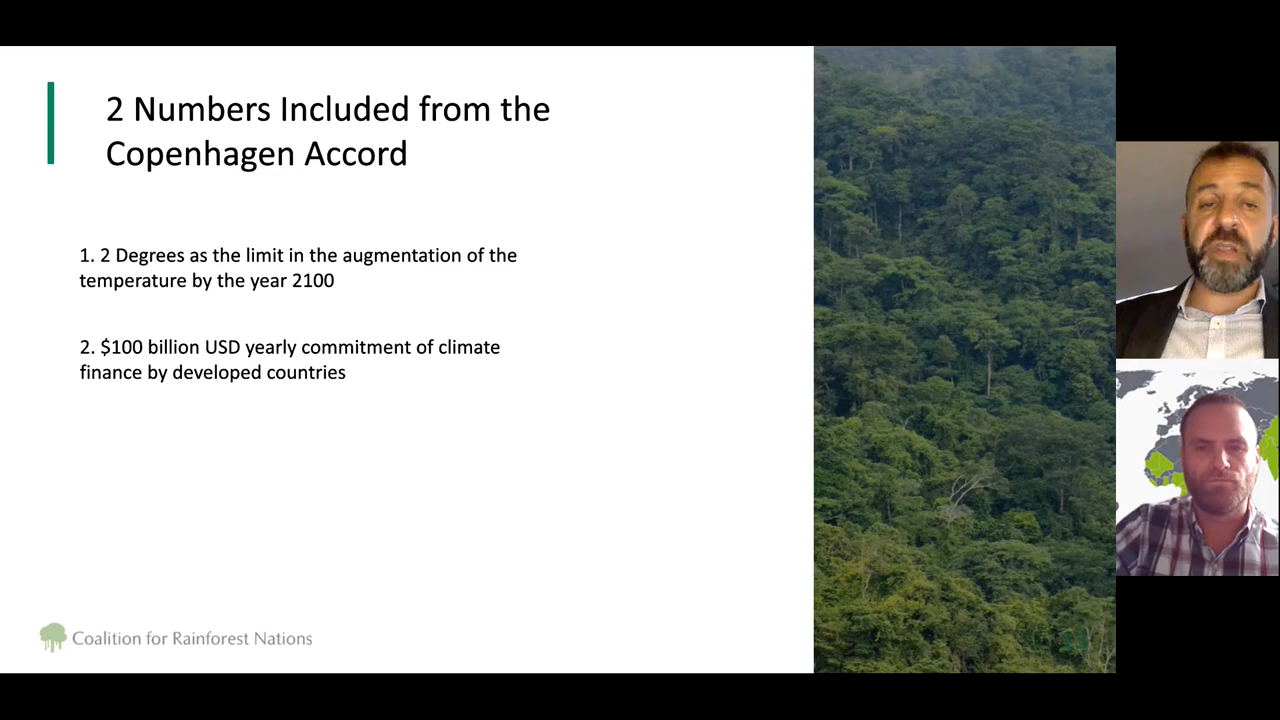 2 Numbers Included from the
Copenhagen Accord
1. 2 Degrees as the limit in the augmentation of the
temperature by the year 2100
2. $100 billion USD yearly commitment of climate
finance by developed countries
Coalition for Rainforest Nations